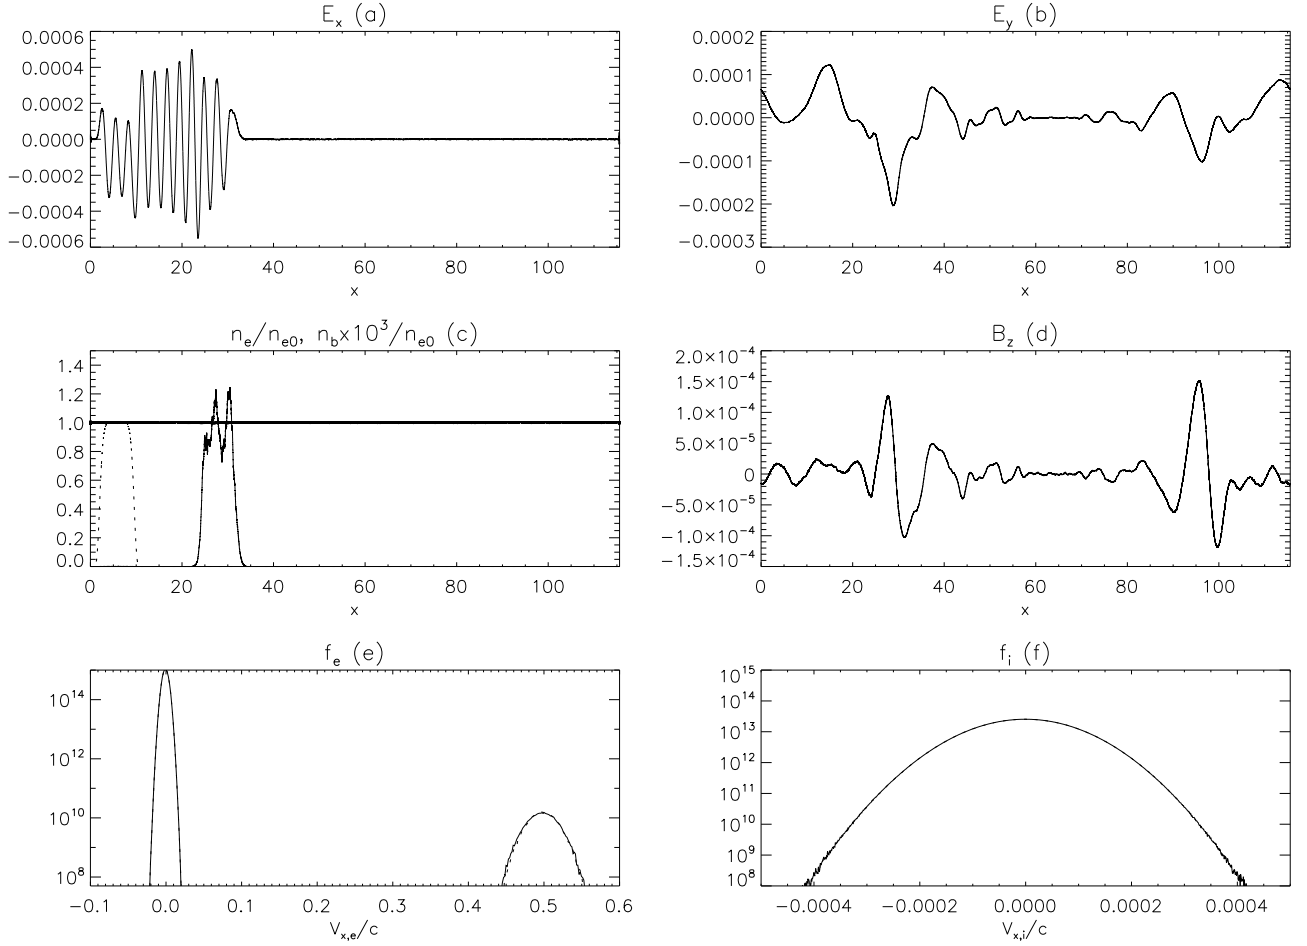 E_x (a)
0.0006
0.0004
0.0002
0.0000
−0.0002
−0.0004
−0.0006
0 20 40 60 80 100
x
E_y (b)
0.0002
0.0001
0.0000
−0.0001
−0.0002
−0.0003
0 20 40 60 80 100
x
n_e/n_e0, n_b×10^3/n_e0 (c)
1.4
1.2
1.0
0.8
0.6
0.4
0.2
0.0
0 20 40 60 80 100
x
B_z (d)
2.0×10^−4
1.5×10^−4
1.0×10^−4
5.0×10^−5
0
−5.0×10^−5
−1.0×10^−4
−1.5×10^−4
0 20 40 60 80 100
x
f_e (e)
10^14
10^12
10^10
10^8
−0.1 0.0 0.1 0.2 0.3 0.4 0.5 0.6
V_x,e/c
f_i (f)
10^15
10^14
10^13
10^12
10^11
10^10
10^9
10^8
−0.0004 −0.0002 0.0000 0.0002 0.0004
V_x,i/c